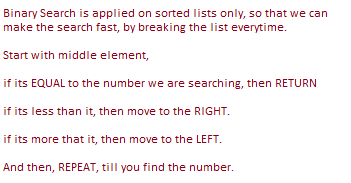 Binary Search is applied on sorted lists only, so that we can
make the search fast, by breaking the list everytime.
Start with middle element,
if its EQUAL to the number we are searching, then RETURN
if its less than it, then move to the RIGHT.
if its more that it, then move to the LEFT.
And then, REPEAT, till you find the number.